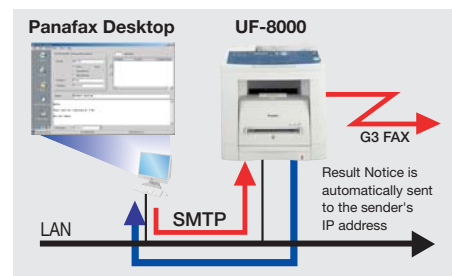 Panafax Desktop
UF-8000
G3 FAX
Result Notice is
automatically sent
to the sender's
IP address
SMTP
LAN